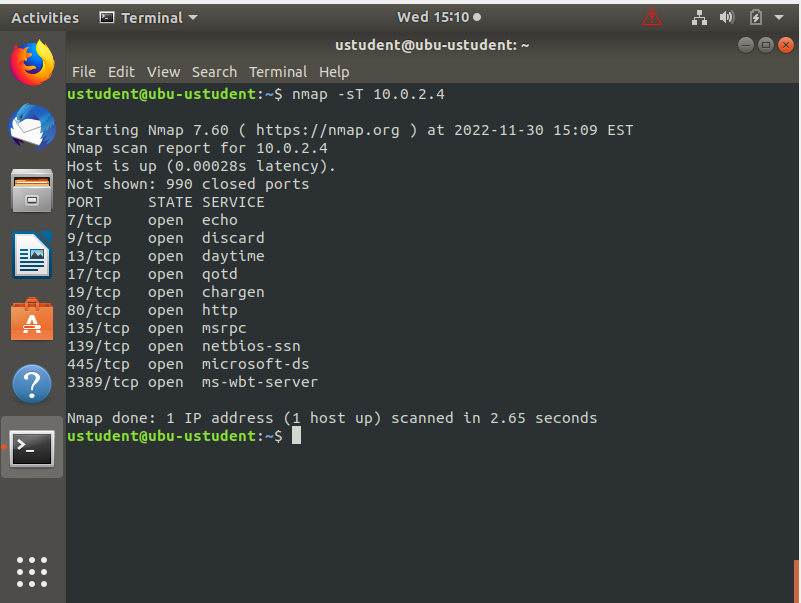 Activities Terminal Wed 15:10
ustudent@ubu-ustudent: ~
File Edit View Search Terminal Help
ustudent@ubu-ustudent:~$ nmap -sT 10.0.2.4
Starting Nmap 7.60 ( https://nmap.org ) at 2022-11-30 15:09 EST
Nmap scan report for 10.0.2.4
Host is up (0.00028s latency).
Not shown: 990 closed ports
PORT     STATE SERVICE
7/tcp    open  echo
9/tcp    open  discard
13/tcp   open  daytime
17/tcp   open  qotd
19/tcp   open  chargen
80/tcp   open  http
135/tcp  open  msrpc
139/tcp  open  netbios-ssn
445/tcp  open  microsoft-ds
3389/tcp open  ms-wbt-server
Nmap done: 1 IP address (1 host up) scanned in 2.65 seconds
ustudent@ubu-ustudent:~$